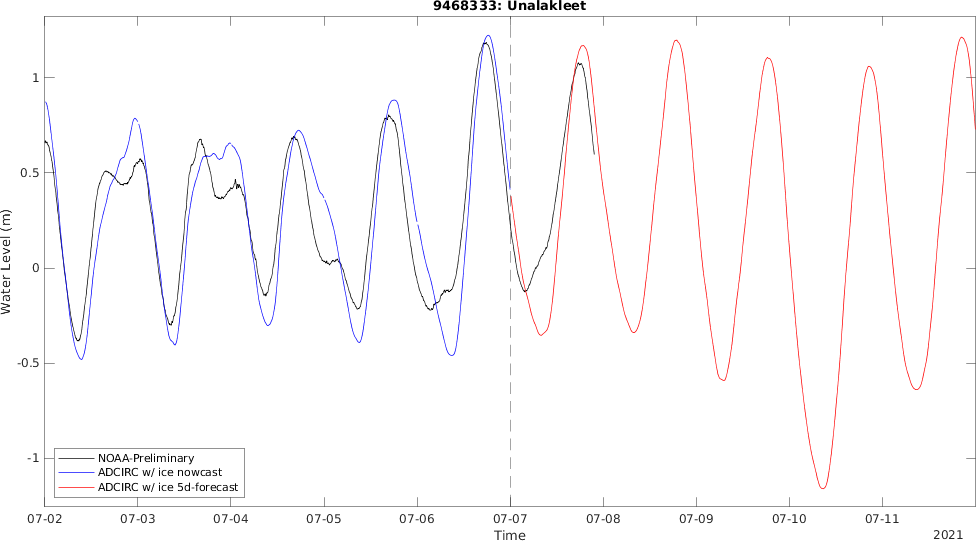 9468333: Unalakleet
Water Level (m)
1
0.5
0
-0.5
-1
NOAA-Preliminary
ADCIRC w/ ice nowcast
ADCIRC w/ ice 5d-forecast
07-02 07-03 07-04 07-05 07-06 07-07 07-08 07-09 07-10 07-11
Time
2021